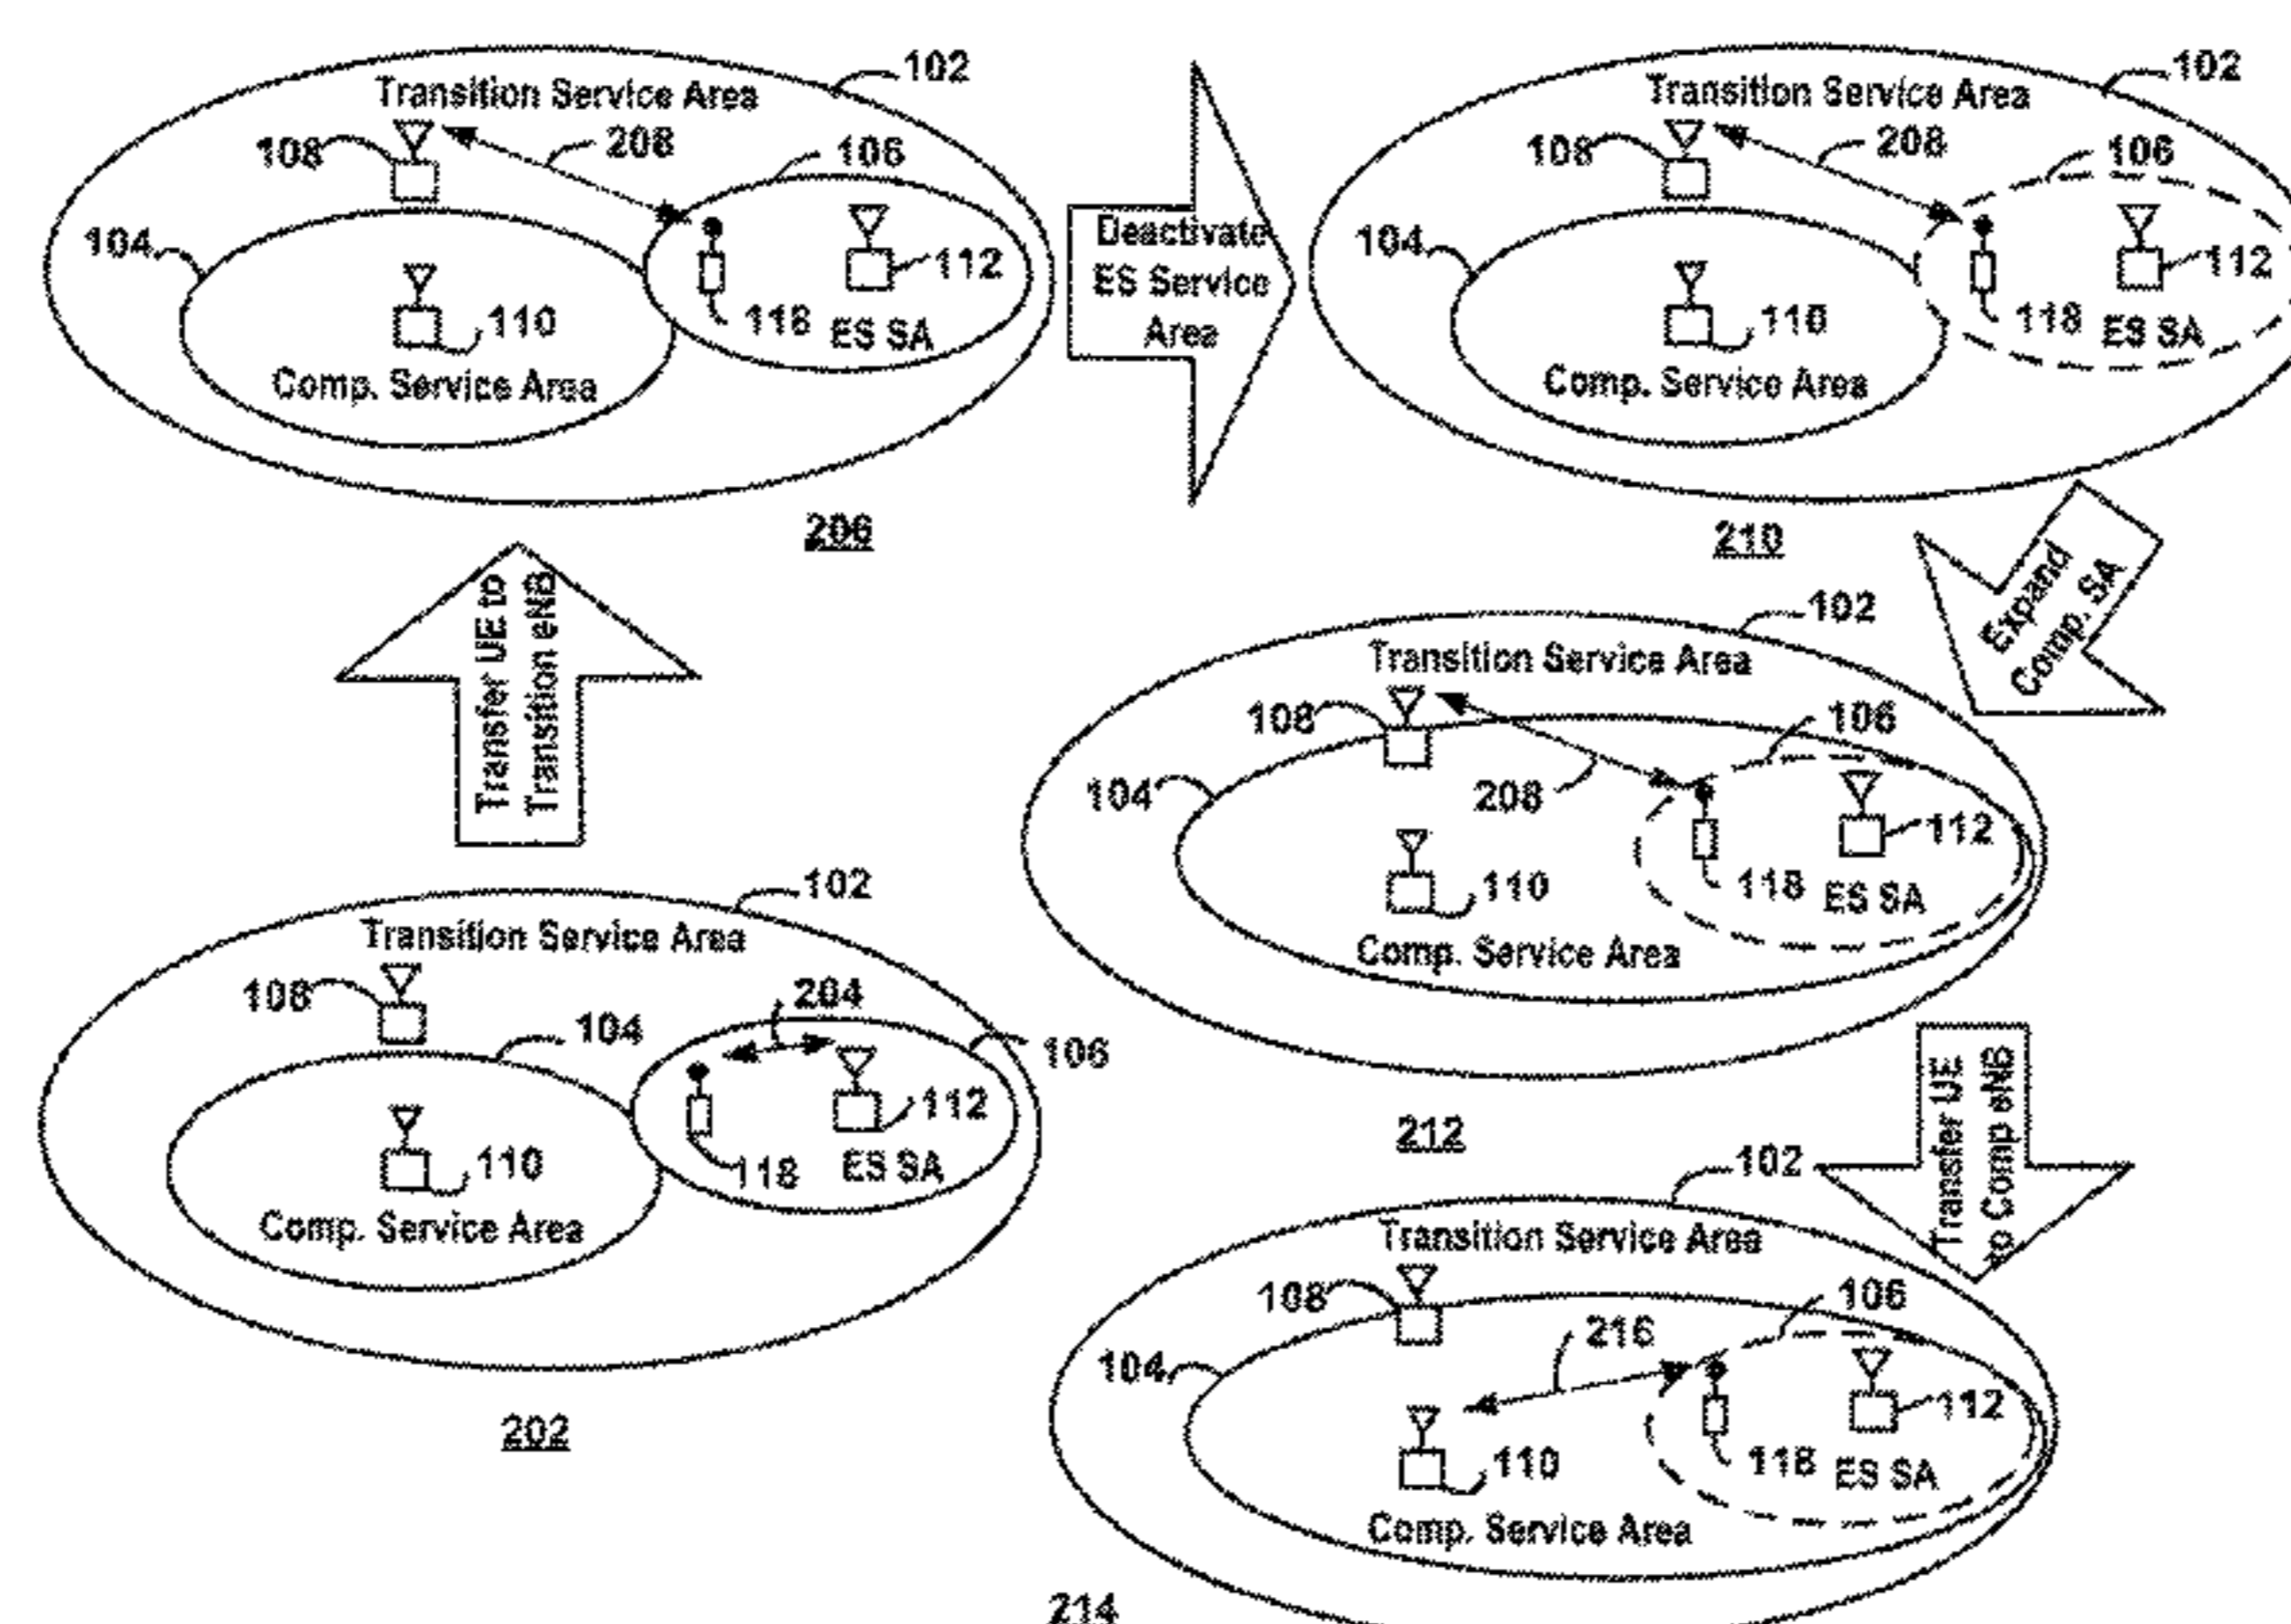 102
Transition Service Area
108
208
106
104
112
110
118 ES SA
Comp. Service Area
206
Deactivate
ES Service
Area
102
Transition Service Area
108
208
106
104
112
110
118 ES SA
Comp. Service Area
210
Expand
Comp. SA
Transfer UE to
Transition eNB
102
Transition Service Area
108
106
104
208
112
110
118 ES SA
Comp. Service Area
212
Transfer UE
to Comp eNB
102
Transition Service Area
108
204
104
106
112
110
118 ES SA
Comp. Service Area
202
102
Transition Service Area
108
106
216
104
112
110
118 ES SA
Comp. Service Area
214